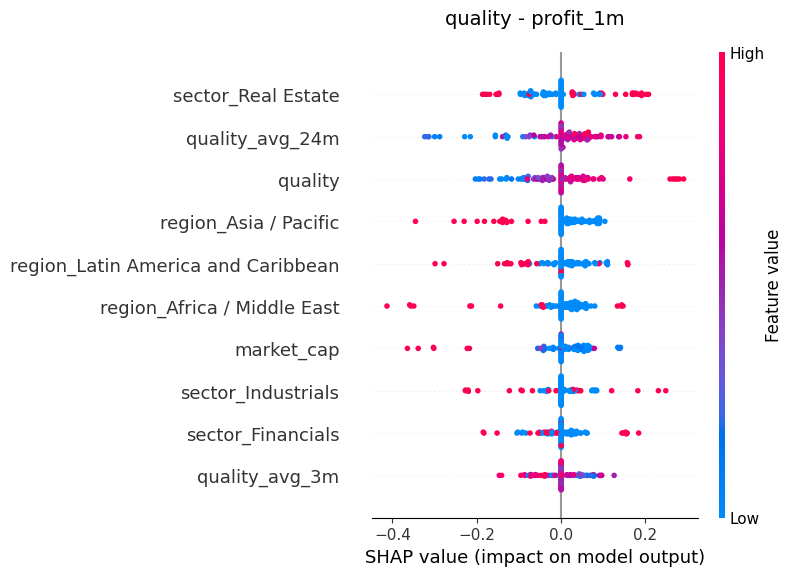 quality - profit_1m
High
sector_Real Estate
quality_avg_24m
quality
region_Asia / Pacific
region_Latin America and Caribbean
region_Africa / Middle East
market_cap
sector_Industrials
sector_Financials
quality_avg_3m
Feature value
Low
−0.4 −0.2 0.0 0.2
SHAP value (impact on model output)